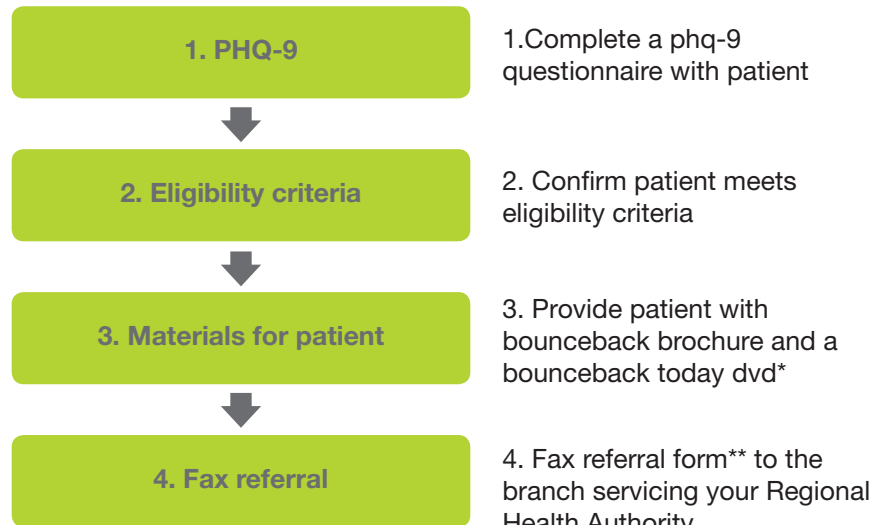 1. PHQ-9
1.Complete a phq-9
questionnaire with patient
2. Eligibility criteria
2. Confirm patient meets
eligibility criteria
3. Materials for patient
3. Provide patient with
bounceback brochure and a
bounceback today dvd*
4. Fax referral
4. Fax referral form** to the
branch servicing your Regional
Health Authority